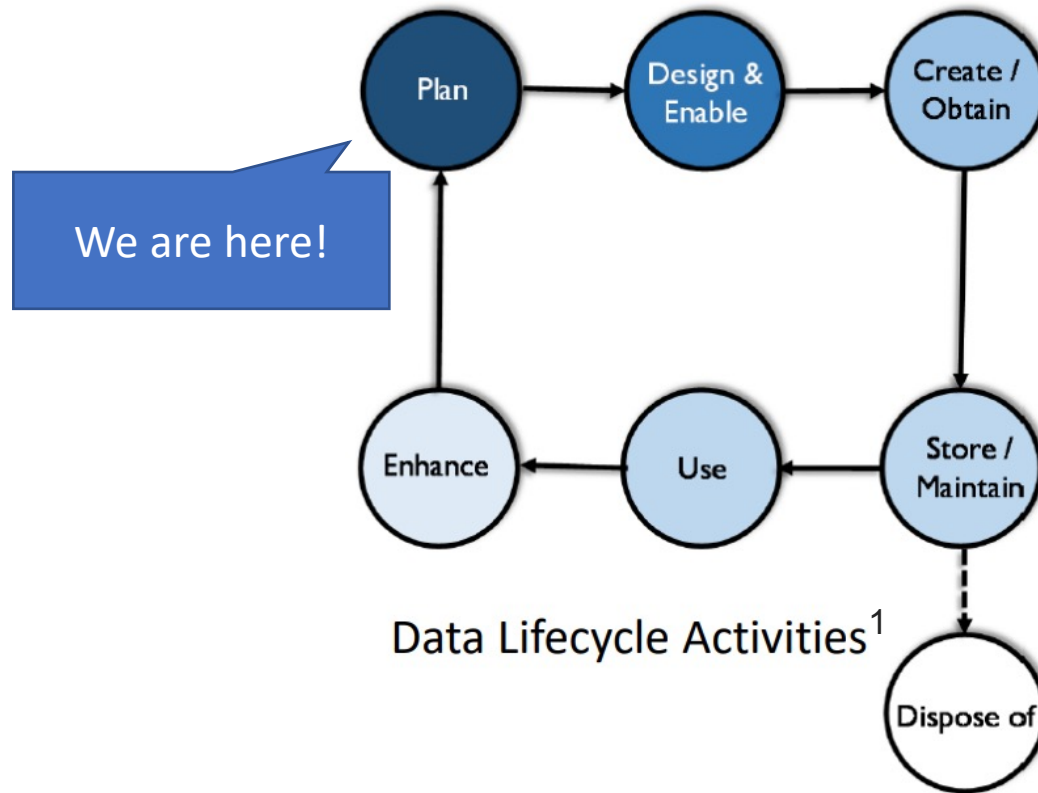 Plan
Design &
Enable
Create /
Obtain
We are here!
Enhance
Use
Store /
Maintain
Data Lifecycle Activities1
Dispose of